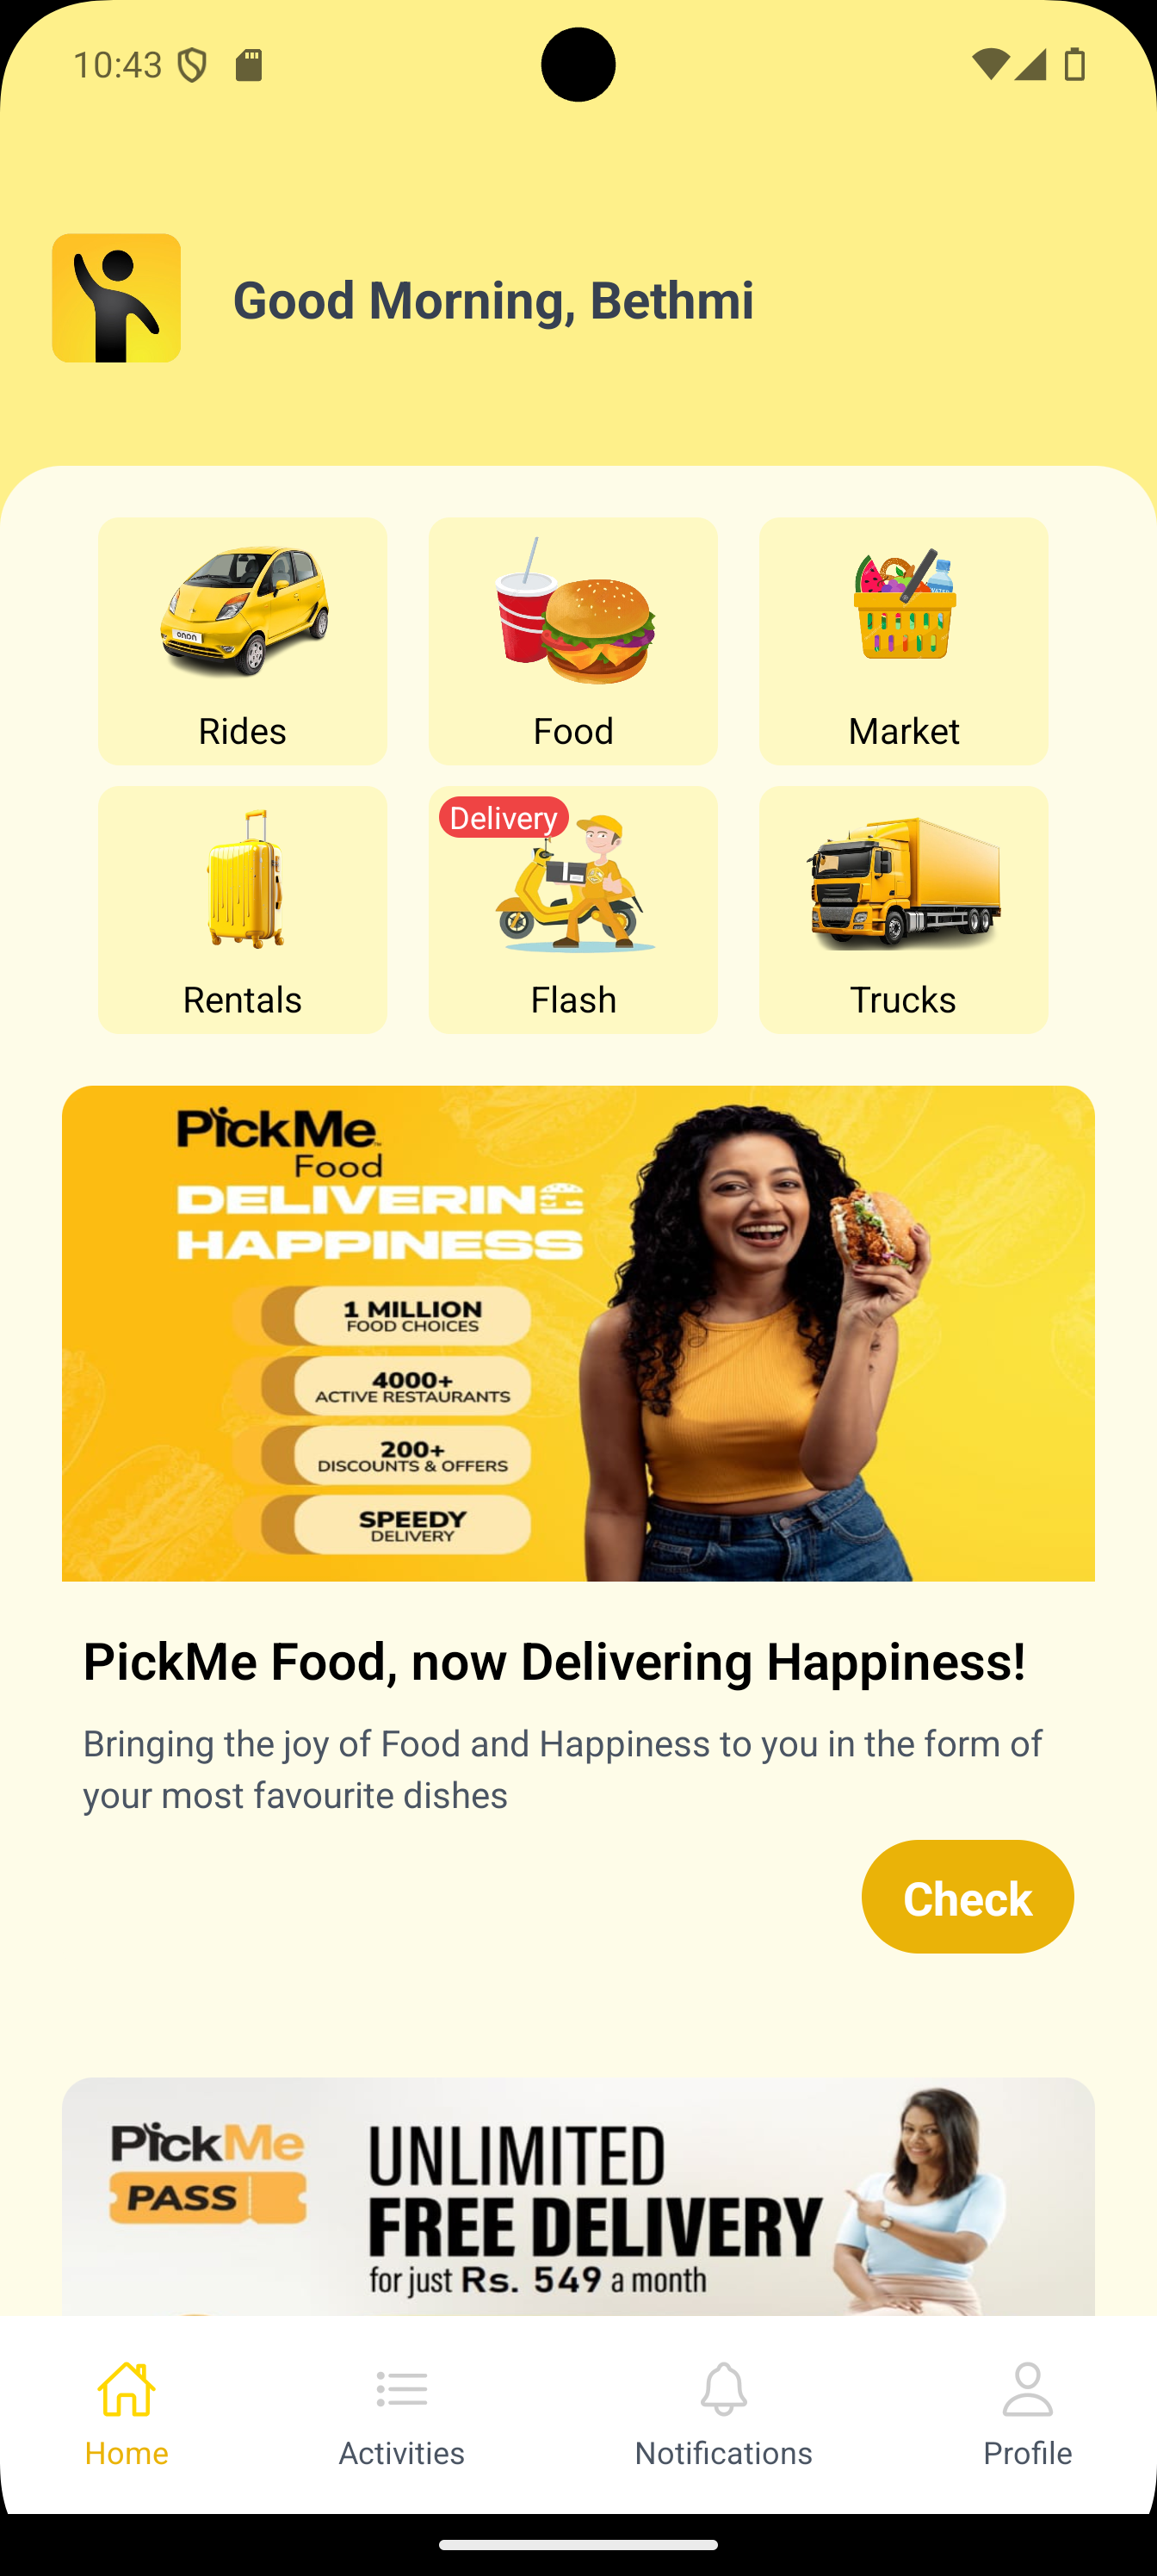 10:43
Good Morning, Bethmi
Rides
Food
Market
Delivery
Rentals
Flash
Trucks
PickMe
Food
DELIVERING
HAPPINESS
1 MILLION
FOOD CHOICES
4000+
ACTIVE RESTAURANTS
200+
DISCOUNTS & OFFERS
SPEEDY
DELIVERY
PickMe Food, now Delivering Happiness!
Bringing the joy of Food and Happiness to you in the form of
your most favourite dishes
Check
PickMe
PASS
UNLIMITED
FREE DELIVERY
for just Rs. 549 a month
Home
Activities
Notifications
Profile